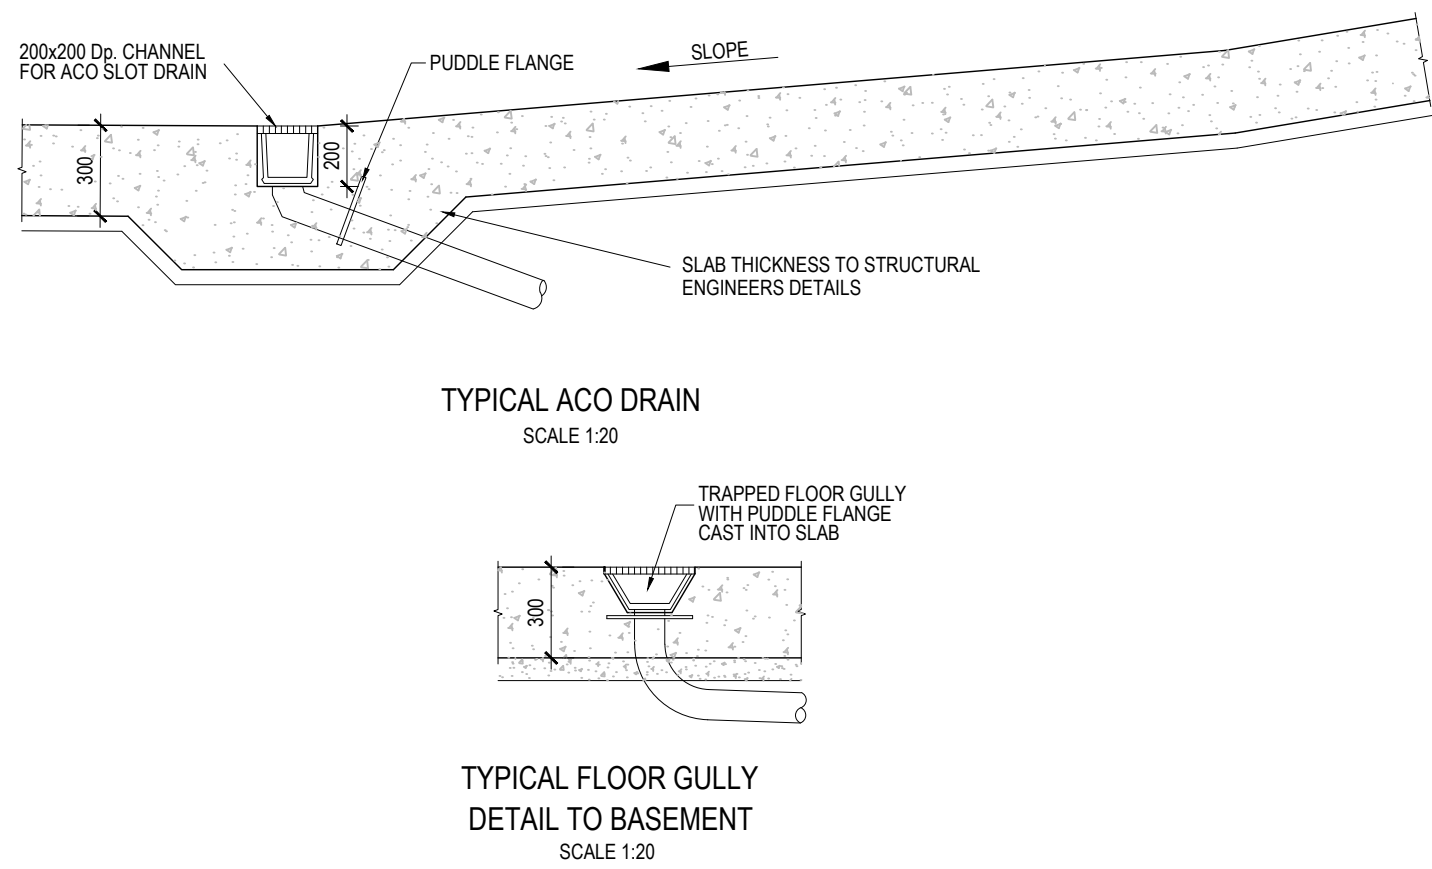 200x200 Dp. CHANNEL
FOR ACO SLOT DRAIN
PUDDLE FLANGE
SLOPE
300
200
SLAB THICKNESS TO STRUCTURAL
ENGINEERS DETAILS
TYPICAL ACO DRAIN
SCALE 1:20
TRAPPED FLOOR GULLY
WITH PUDDLE FLANGE
CAST INTO SLAB
300
TYPICAL FLOOR GULLY
DETAIL TO BASEMENT
SCALE 1:20